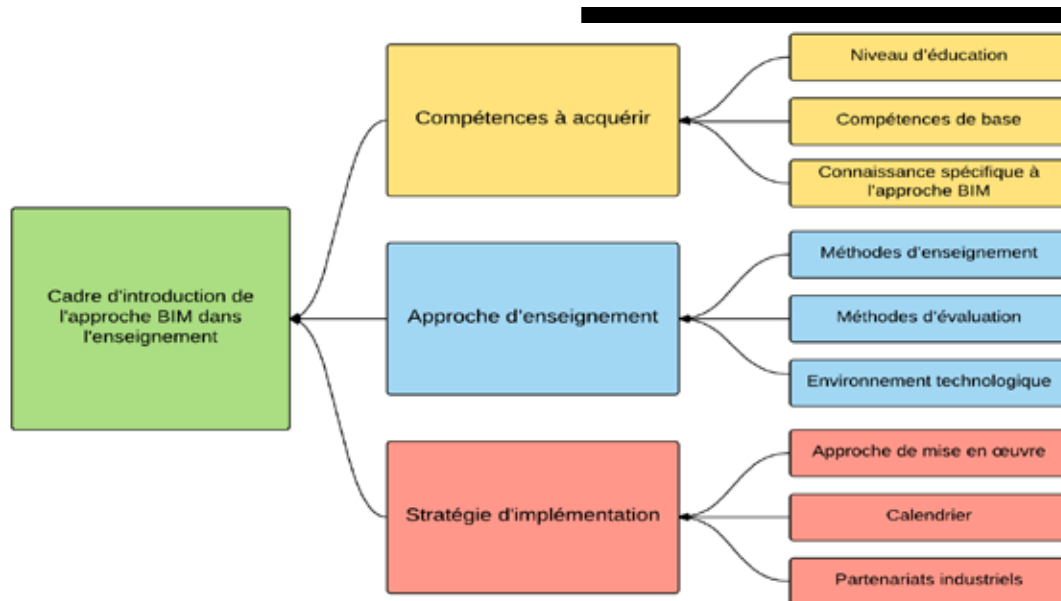 Niveau d'éducation
Compétences à acquérir
Compétences de base
Connaissance spécifique à
l'approche BIM
Cadre d'introduction de
l'approche BIM dans
l'enseignement
Méthodes d'enseignement
Approche d'enseignement
Méthodes d'évaluation
Environnement technologique
Approche de mise en œuvre
Stratégie d'implémentation
Calendrier
Partenariats industriels